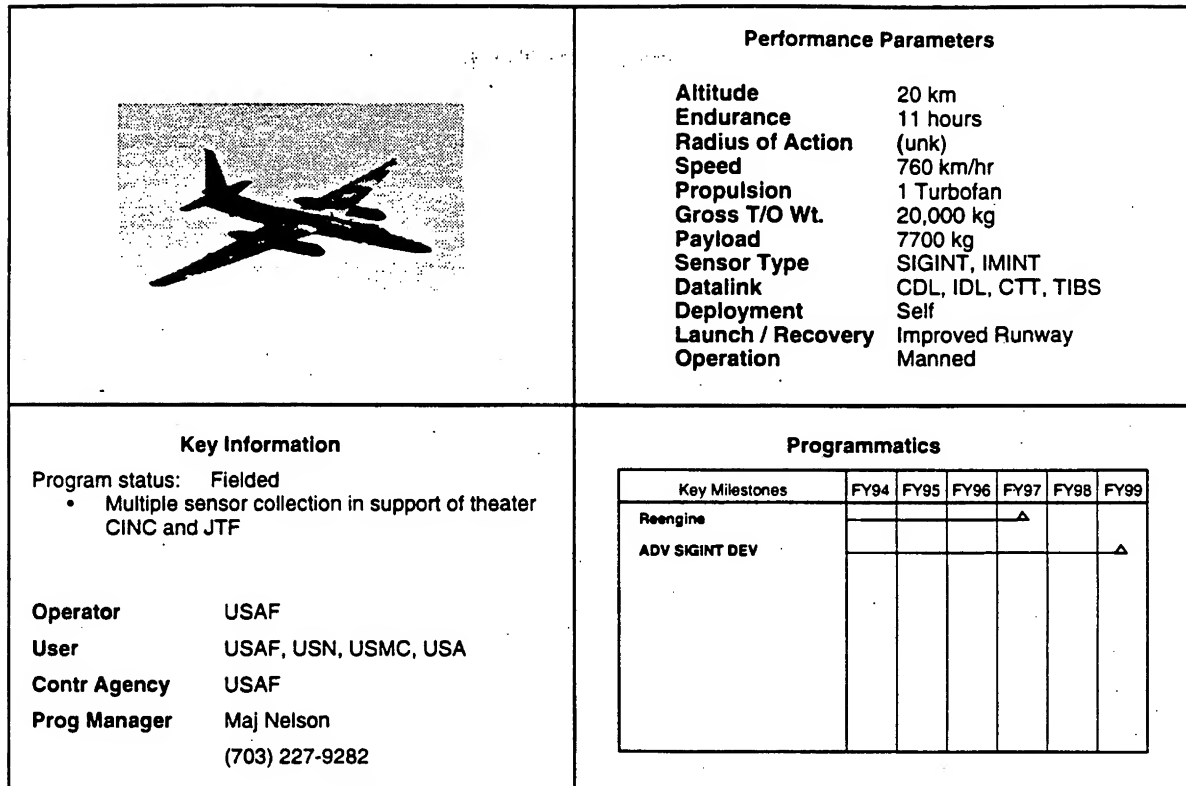 Performance Parameters
Altitude 20 km
Endurance 11 hours
Radius of Action (unk)
Speed 760 km/hr
Propulsion 1 Turbofan
Gross T/O Wt. 20,000 kg
Payload 7700 kg
Sensor Type SIGINT, IMINT
Datalink CDL, IDL, CTT, TIBS
Deployment Self
Launch / Recovery Improved Runway
Operation Manned
Key Information
Program status: Fielded
• Multiple sensor collection in support of theater
CINC and JTF
Operator USAF
User USAF, USN, USMC, USA
Contr Agency USAF
Prog Manager Maj Nelson
(703) 227-9282
Programmatics
Key Milestones FY94 FY95 FY96 FY97 FY98 FY99
Reengine
ADV SIGINT DEV